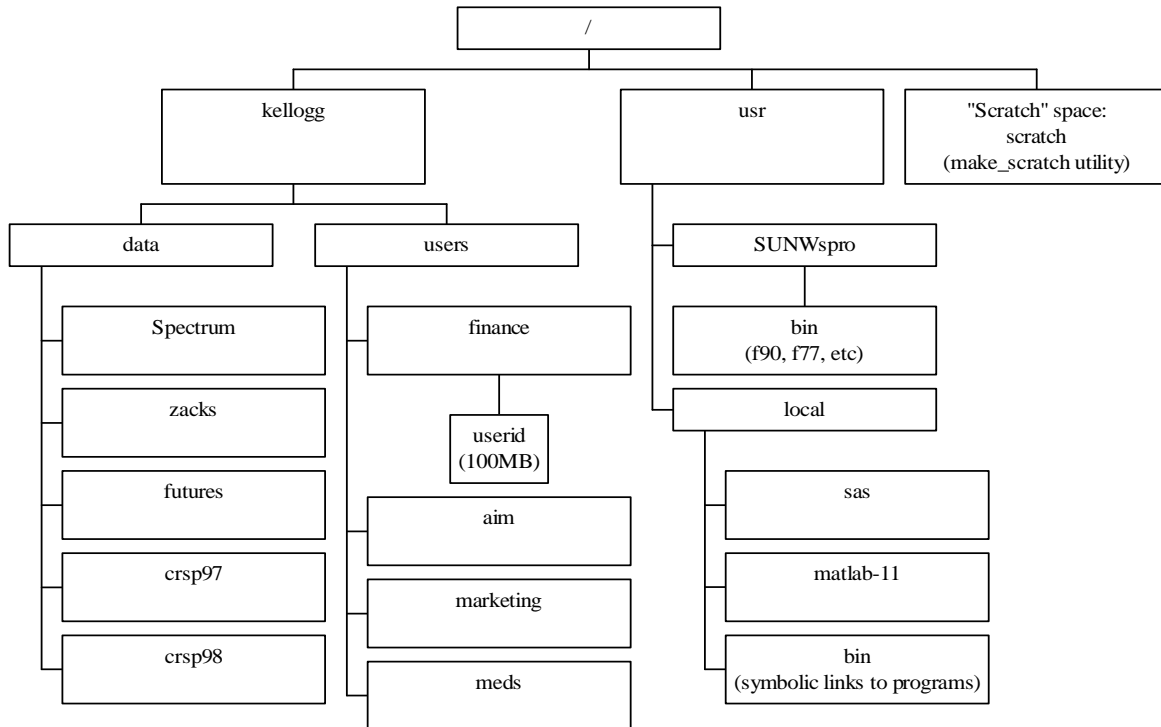 /
kellogg
usr
"Scratch" space:
scratch
(make_scratch utility)
data
users
SUNWspro
Spectrum
finance
bin
(f90, f77, etc)
zacks
userid
(100MB)
local
futures
aim
sas
crsp97
marketing
matlab-11
crsp98
meds
bin
(symbolic links to programs)